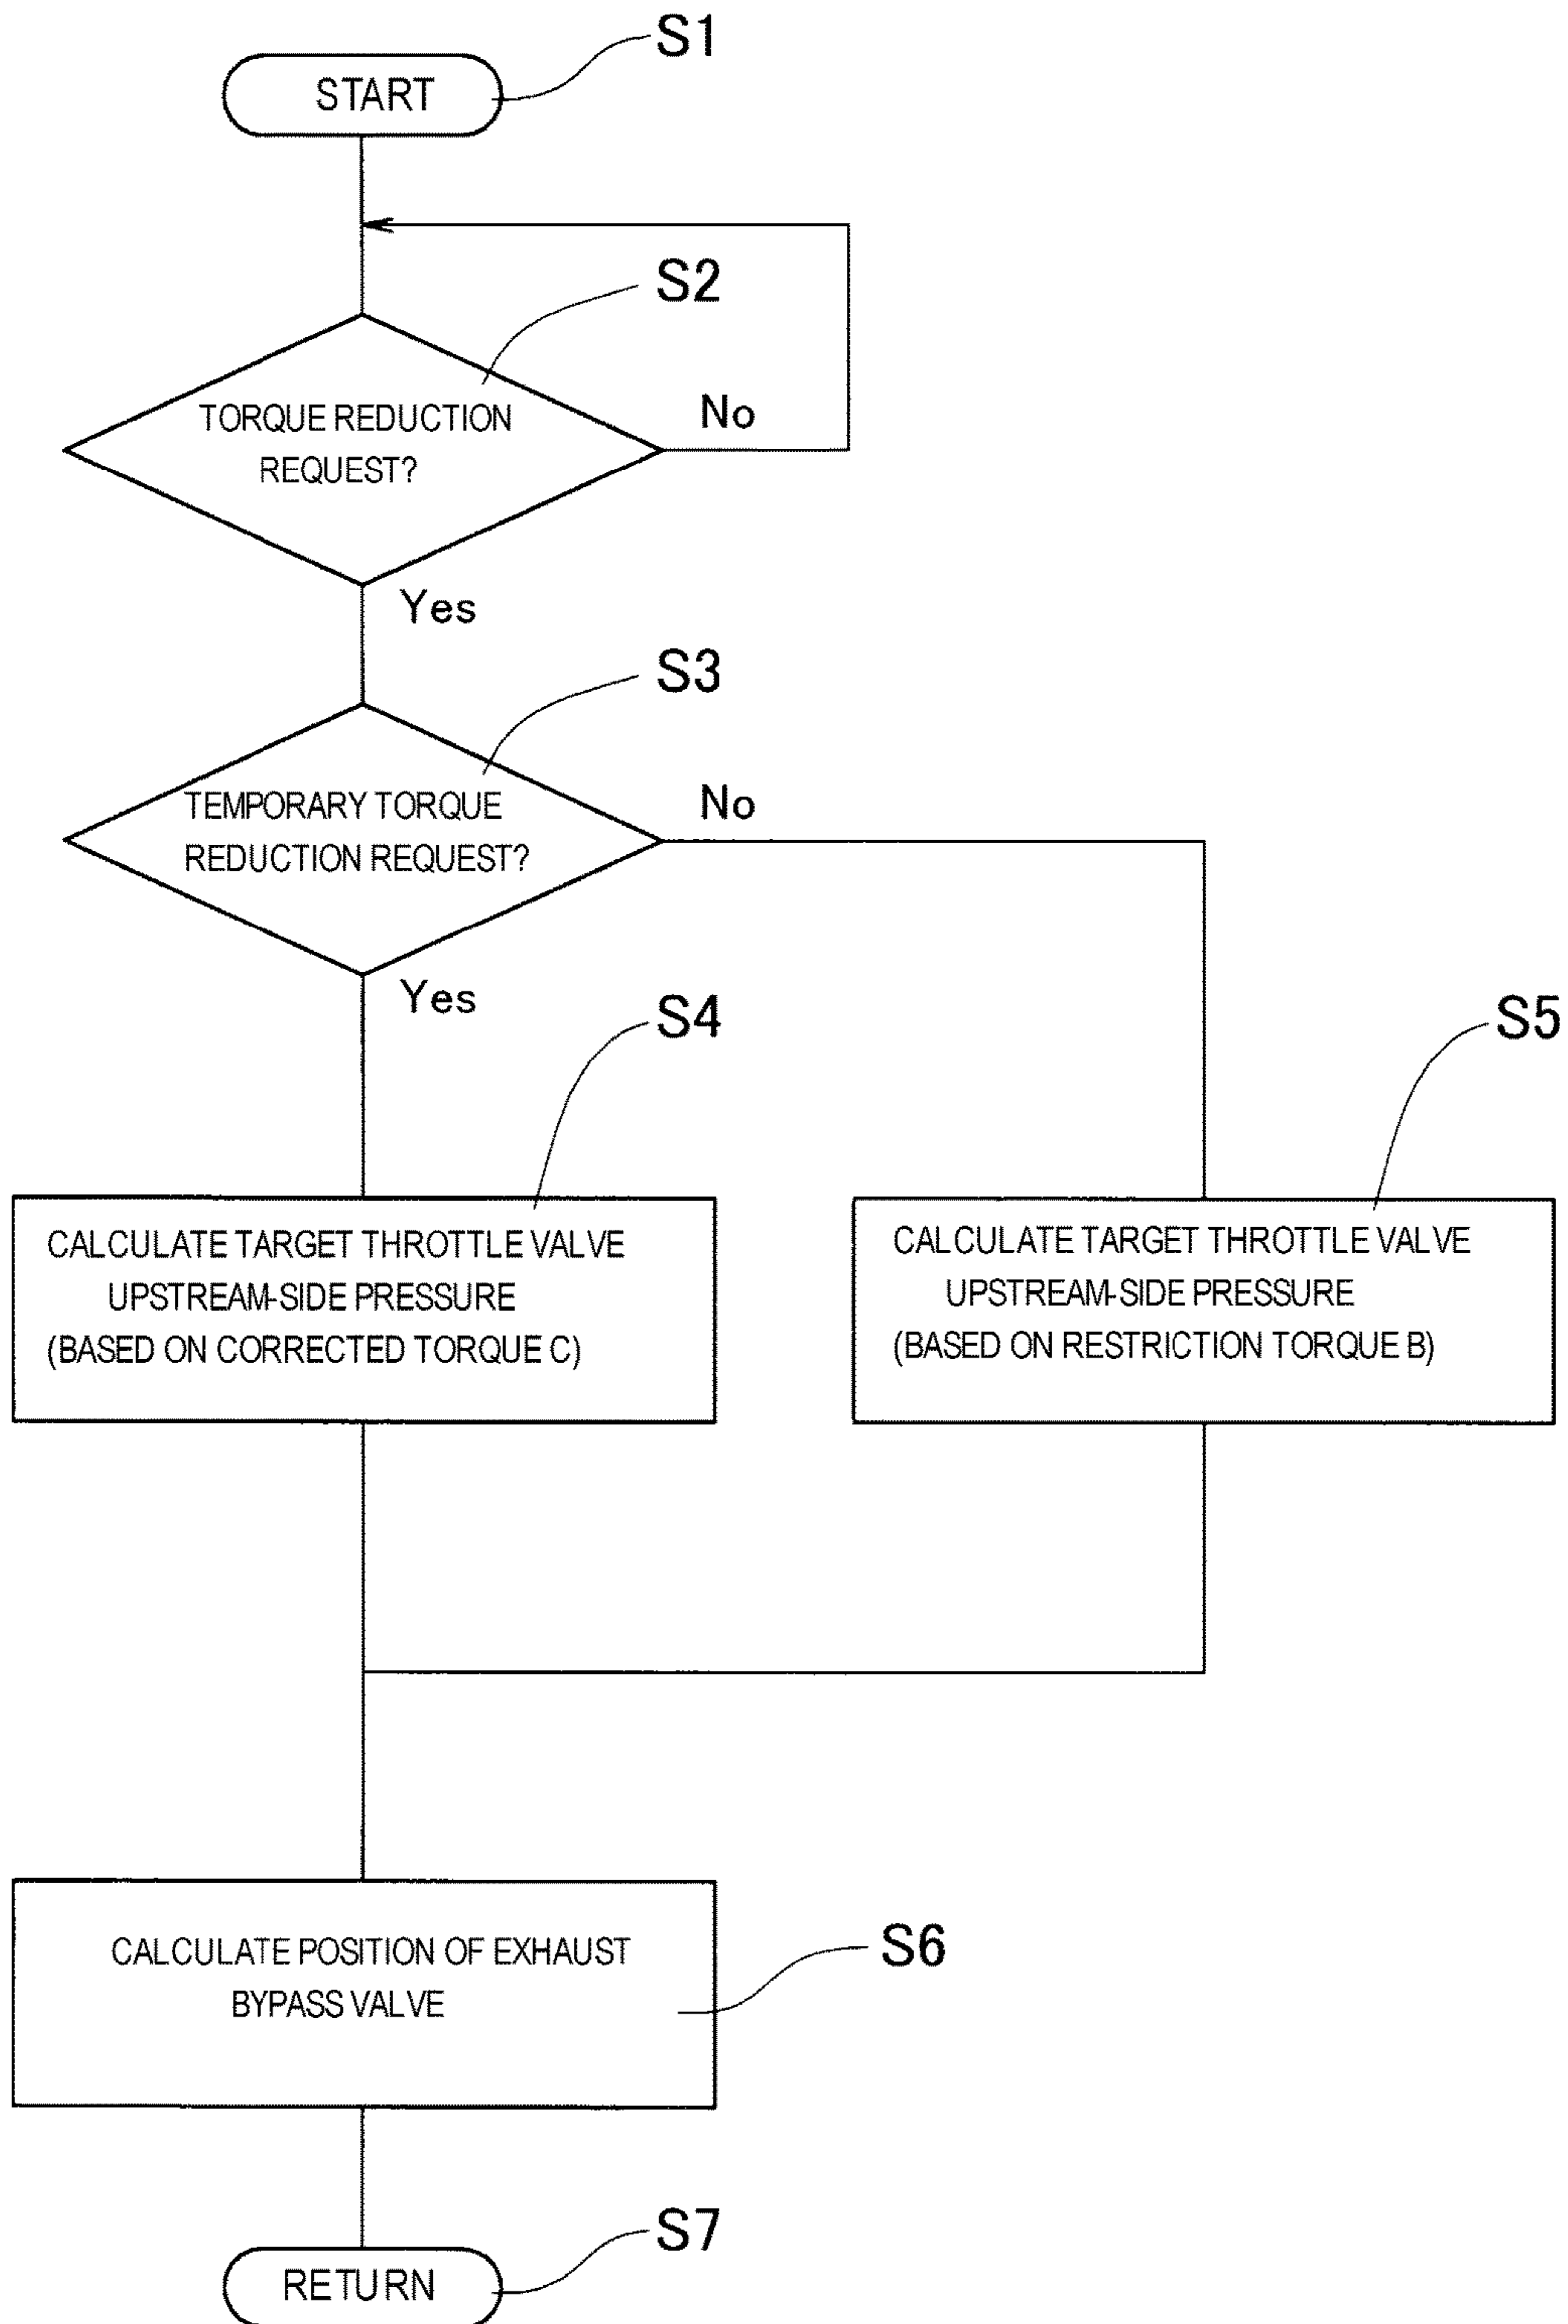 S1
START
S2
TORQUE REDUCTION
REQUEST?
No
Yes
S3
TEMPORARY TORQUE
REDUCTION REQUEST?
No
Yes
S4
CALCULATE TARGET THROTTLE VALVE
UPSTREAM-SIDE PRESSURE
(BASED ON CORRECTED TORQUE C)
S5
CALCULATE TARGET THROTTLE VALVE
UPSTREAM-SIDE PRESSURE
(BASED ON RESTRICTION TORQUE B)
CALCULATE POSITION OF EXHAUST
BYPASS VALVE
S6
S7
RETURN